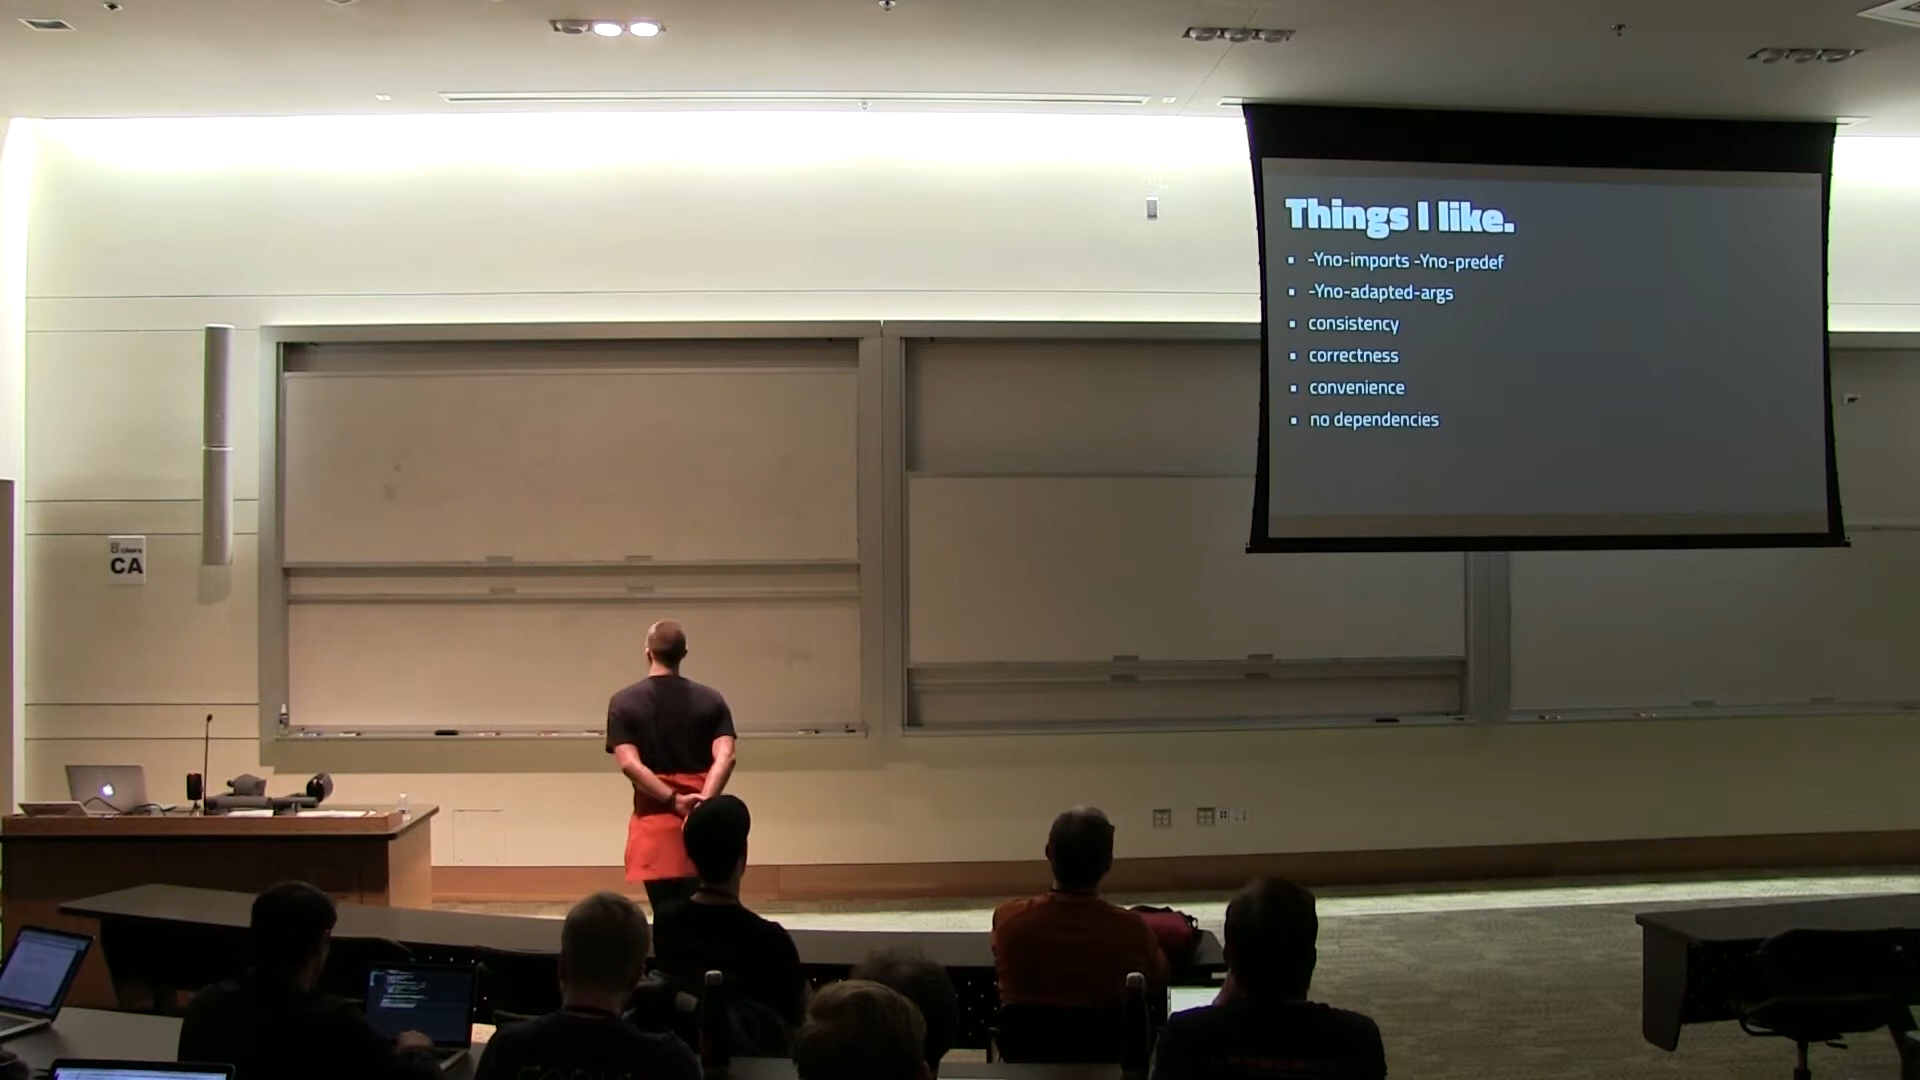 Things I like.
-Yno-imports -Yno-predef
-Yno-adapted-args
consistency
correctness
convenience
no dependencies
CA